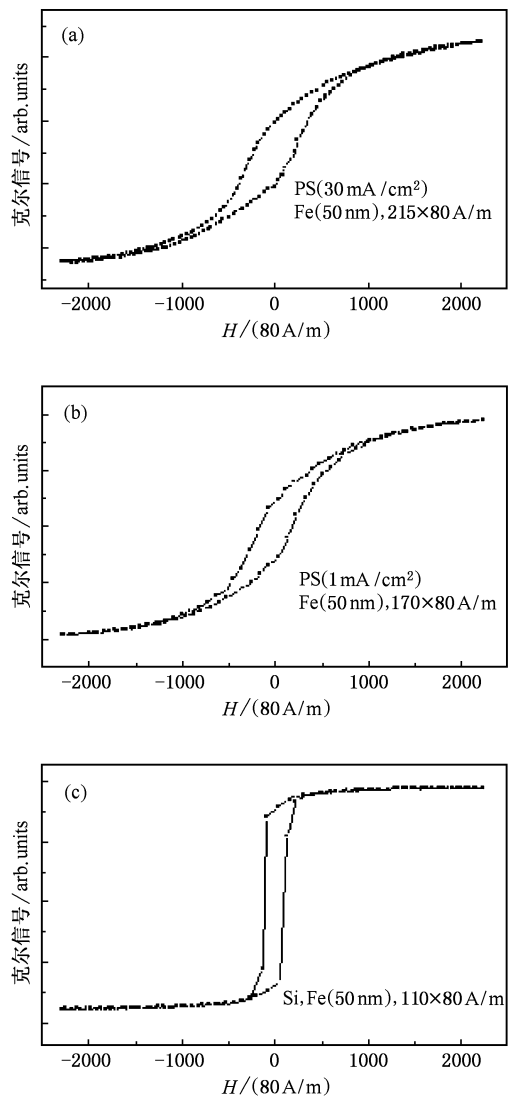 (a)
克尔信号/arb.units
PS(30 mA/cm²)
Fe(50 nm), 215×80 A/m
−2000 −1000 0 1000 2000
H/(80 A/m)
(b)
克尔信号/arb.units
PS(1 mA/cm²)
Fe(50 nm), 170×80 A/m
−2000 −1000 0 1000 2000
H/(80 A/m)
(c)
克尔信号/arb.units
Si, Fe(50 nm), 110×80 A/m
−2000 −1000 0 1000 2000
H/(80 A/m)